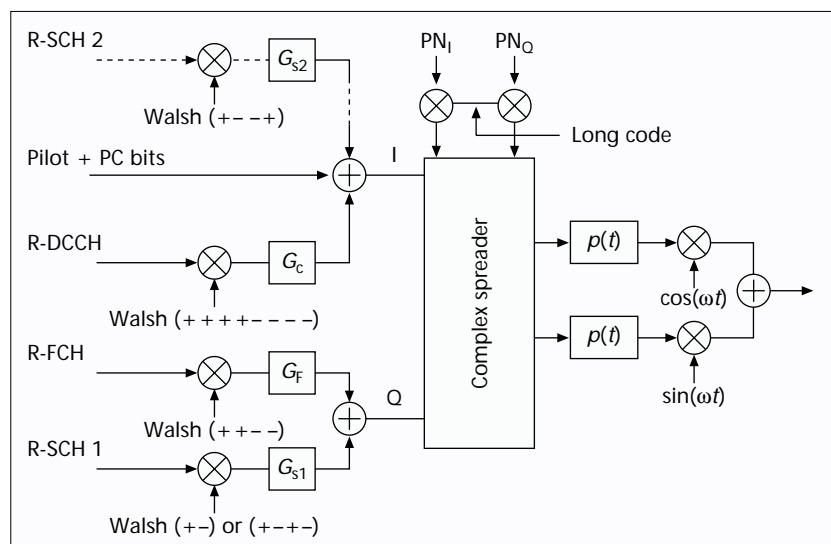 R-SCH 2
G_s2
Walsh (+ – – +)
PN_I
PN_Q
Long code
Pilot + PC bits
I
R-DCCH
G_c
Walsh (+ + + + – – – –)
Complex spreader
p(t)
cos(ωt)
p(t)
sin(ωt)
R-FCH
G_F
Walsh (+ + – –)
Q
R-SCH 1
G_s1
Walsh (+ –) or (+ – + –)